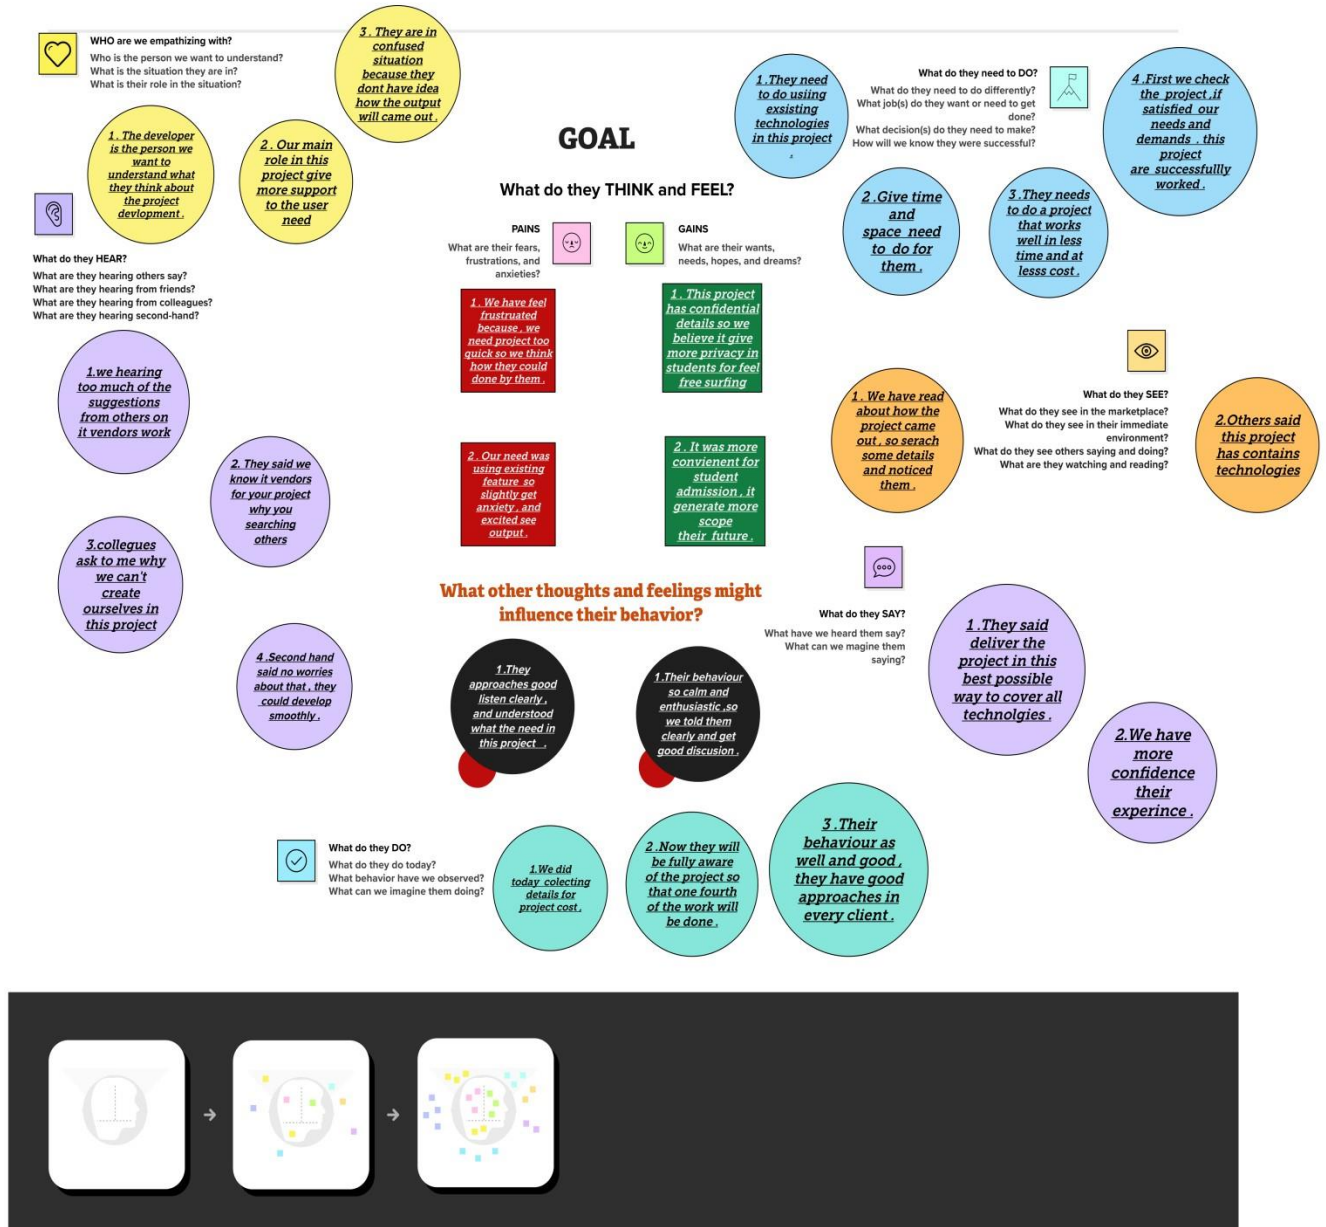 WHO are we empathizing with?
Who is the person we want to understand?
What is the situation they are in?
What is their role in the situation?
1 . The developer
is the person we
want to
understand what
they think about
the project
devlopment .
2 . Our main
role in this
project give
more support
to the user
need
3 . They are in
confused
situation
because they
dont have idea
how the output
will came out .
GOAL
What do they THINK and FEEL?
PAINS
What are their fears,
frustrations, and
anxieties?
GAINS
What are their wants,
needs, hopes, and dreams?
1 . We have feel
frustruated
because , we
need project too
quick so we think
how they could
done by them .
1 . This project
has confidential
details so we
believe it give
more privacy in
students for feel
free surfing
2 . Our need was
using existing
feature so
slightly get
anxiety , and
excited see
output .
2 . It was more
convienent for
student
admission , it
generate more
scope
their future .
What other thoughts and feelings might
influence their behavior?
1 .They
approaches good
listen clearly ,
and understood
what the need in
this project .
1 .Their behaviour
so calm and
enthusiastic ,so
we told them
clearly and get
good discusion .
What do they need to DO?
What do they need to do differently?
What job(s) do they want or need to get
done?
What decision(s) do they need to make?
How will we know they were successful?
1 .They need
to do usiing
exsisting
technologies
in this project
.
2 .Give time
and
space need
to do for
them .
3 .They needs
to do a project
that works
well in less
time and at
lesss cost .
4 .First we check
the project ,if
satisfied our
needs and
demands . this
project
are successfullly
worked .
What do they HEAR?
What are they hearing others say?
What are they hearing from friends?
What are they hearing from colleagues?
What are they hearing second-hand?
1.we hearing
too much of the
suggestions
from others on
it vendors work
2. They said we
know it vendors
for your project
why you
searching
others
3.collegues
ask to me why
we can't
create
ourselves in
this project
4 .Second hand
said no worries
about that , they
could develop
smoothly .
What do they SEE?
What do they see in the marketplace?
What do they see in their immediate
environment?
What do they see others saying and doing?
What are they watching and reading?
1 . We have read
about how the
project came
out , so serach
some details
and noticed
them .
2.Others said
this project
has contains
technologies
What do they SAY?
What have we heard them say?
What can we magine them
saying?
1 .They said
deliver the
project in this
best possible
way to cover all
technolgies .
2.We have
more
confidence
their
experince .
What do they DO?
What do they do today?
What behavior have we observed?
What can we imagine them doing?
1.We did
today colecting
details for
project cost .
2 .Now they will
be fully aware
of the project so
that one fourth
of the work will
be done .
3 .Their
behaviour as
well and good ,
they have good
approaches in
every client .